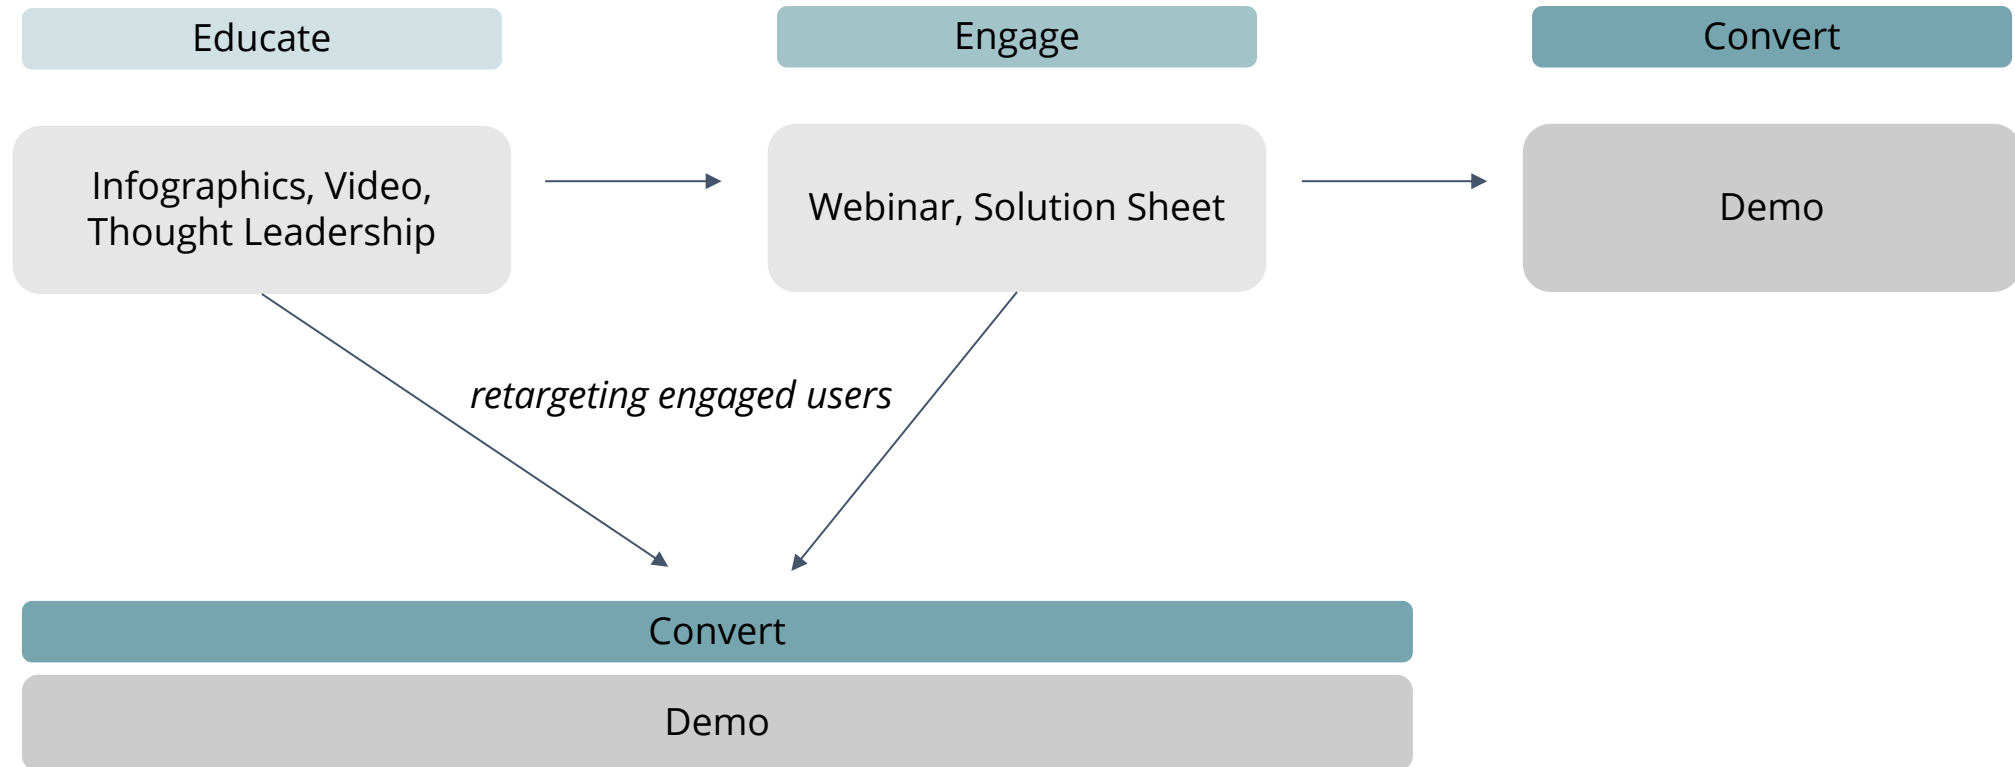 Educate
Engage
Convert
Infographics, Video,
Thought Leadership
Webinar, Solution Sheet
Demo
retargeting engaged users
Convert
Demo